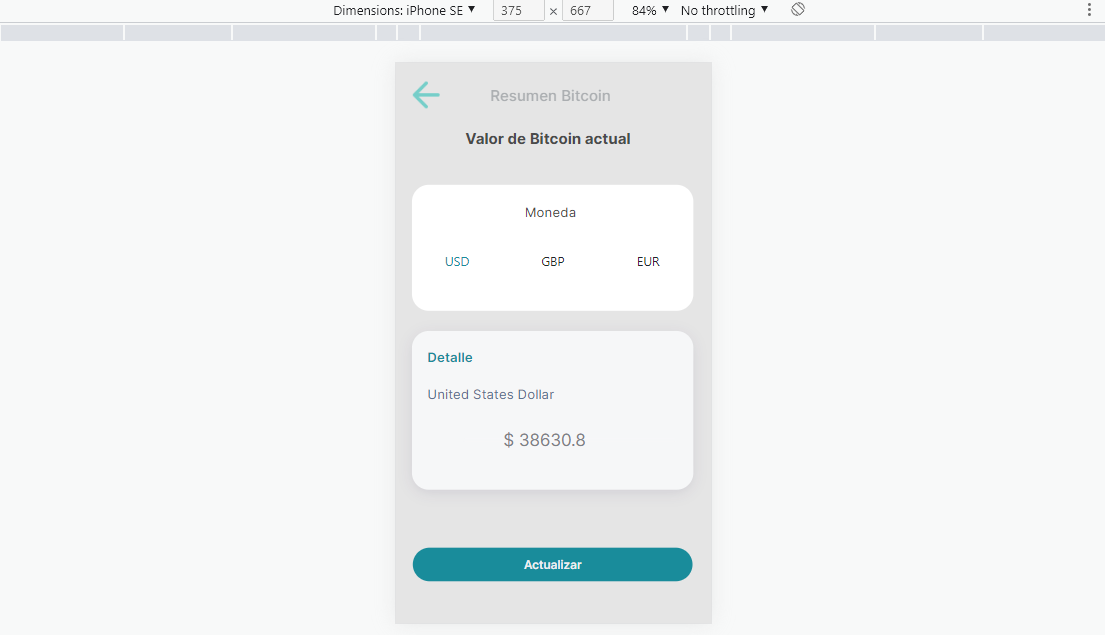 Dimensions: iPhone SE ▼ 375 × 667 84% ▼ No throttling ▼
Resumen Bitcoin
Valor de Bitcoin actual
Moneda
USD GBP EUR
Detalle
United States Dollar
$ 38630.8
Actualizar